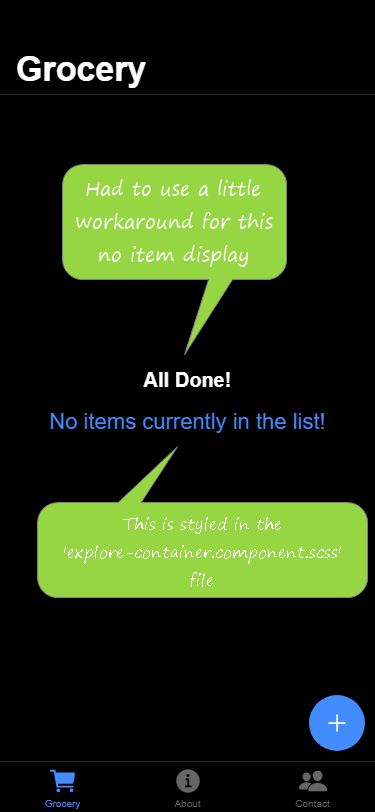 Grocery
Had to use a little
workaround for this
no item display
All Done!
No items currently in the list!
This is styled in the
'explore-container.component.scss'
file
Grocery
About
Contact